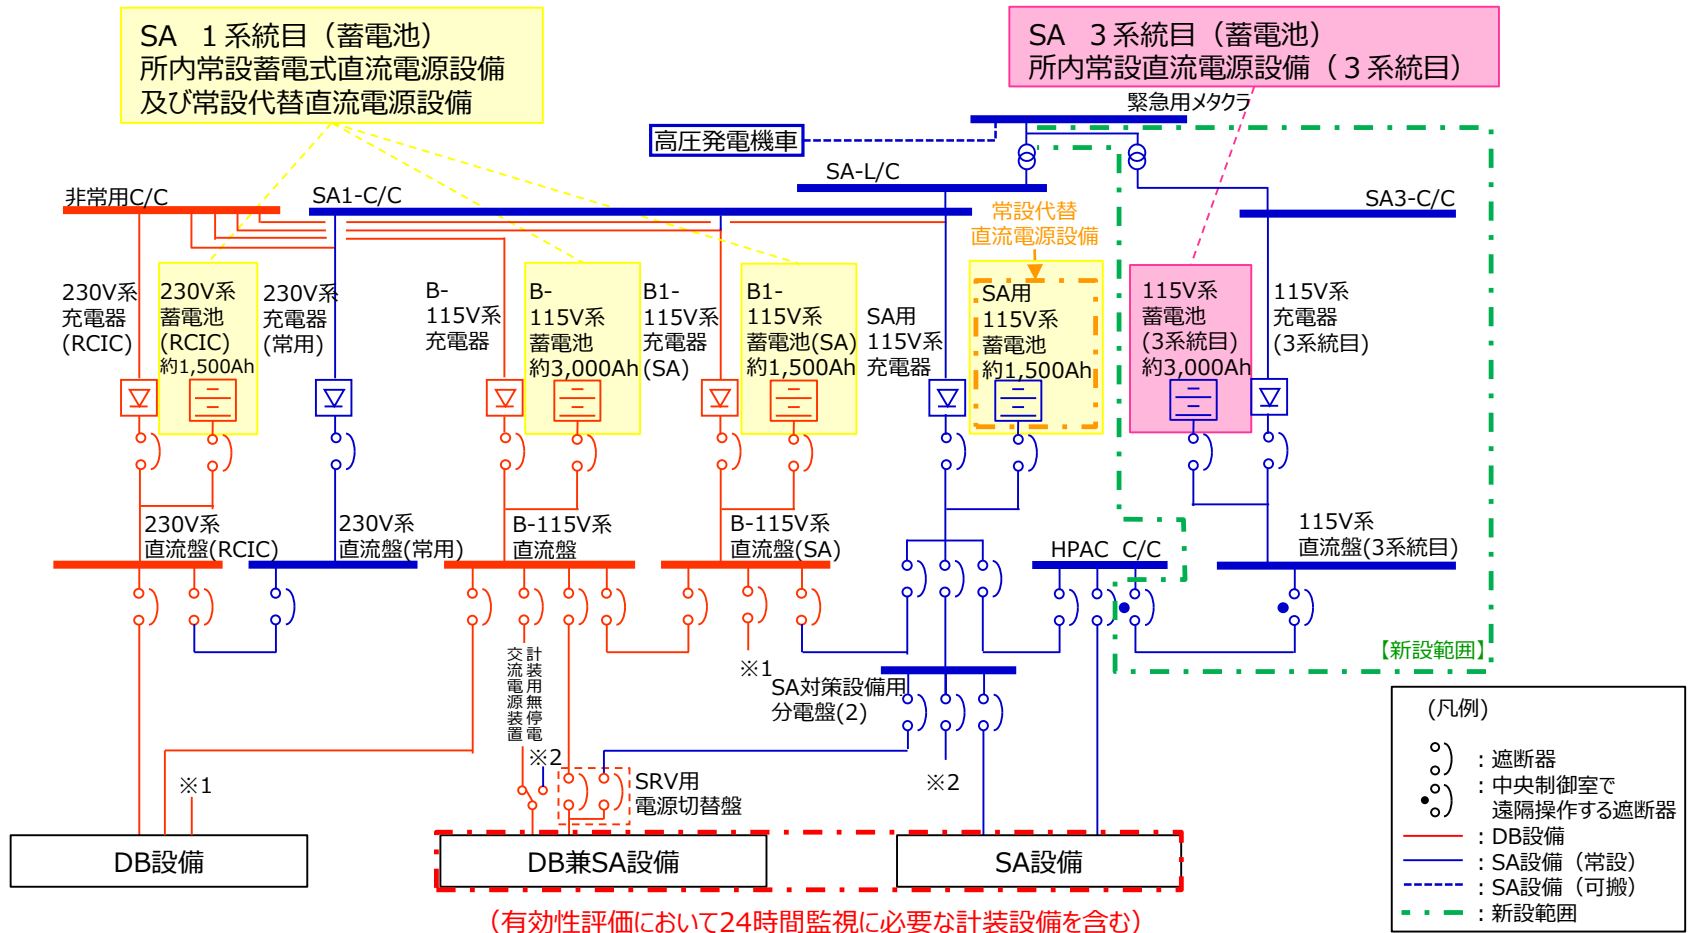 SA １系統目（蓄電池）
所内常設蓄電式直流電源設備
及び常設代替直流電源設備
SA ３系統目（蓄電池）
所内常設直流電源設備（３系統目）
緊急用メタクラ
高圧発電機車
SA-L/C
非常用C/C
SA1-C/C
SA3-C/C
常設代替
直流電源設備
230V系
充電器
(RCIC)
230V系
蓄電池
(RCIC)
約1,500Ah
230V系
充電器
(常用)
B-
115V系
充電器
B-
115V系
蓄電池
約3,000Ah
B1-
115V系
充電器
(SA)
B1-
115V系
蓄電池(SA)
約1,500Ah
SA用
115V系
充電器
SA用
115V系
蓄電池
約1,500Ah
115V系
蓄電池
(3系統目)
約3,000Ah
115V系
充電器
(3系統目)
230V系
直流盤(RCIC)
230V系
直流盤(常用)
B-115V系
直流盤
B-115V系
直流盤(SA)
HPAC C/C
115V系
直流盤(3系統目)
【新設範囲】
計装用無停電
交流電源装置
※1
SA対策設備用
分電盤(2)
※2
※2
※1
SRV用
電源切替盤
DB設備
DB兼SA設備
SA設備
（有効性評価において24時間監視に必要な計装設備を含む）
(凡例)
：遮断器
：中央制御室で
遠隔操作する遮断器
：DB設備
：SA設備（常設）
：SA設備（可搬）
：新設範囲